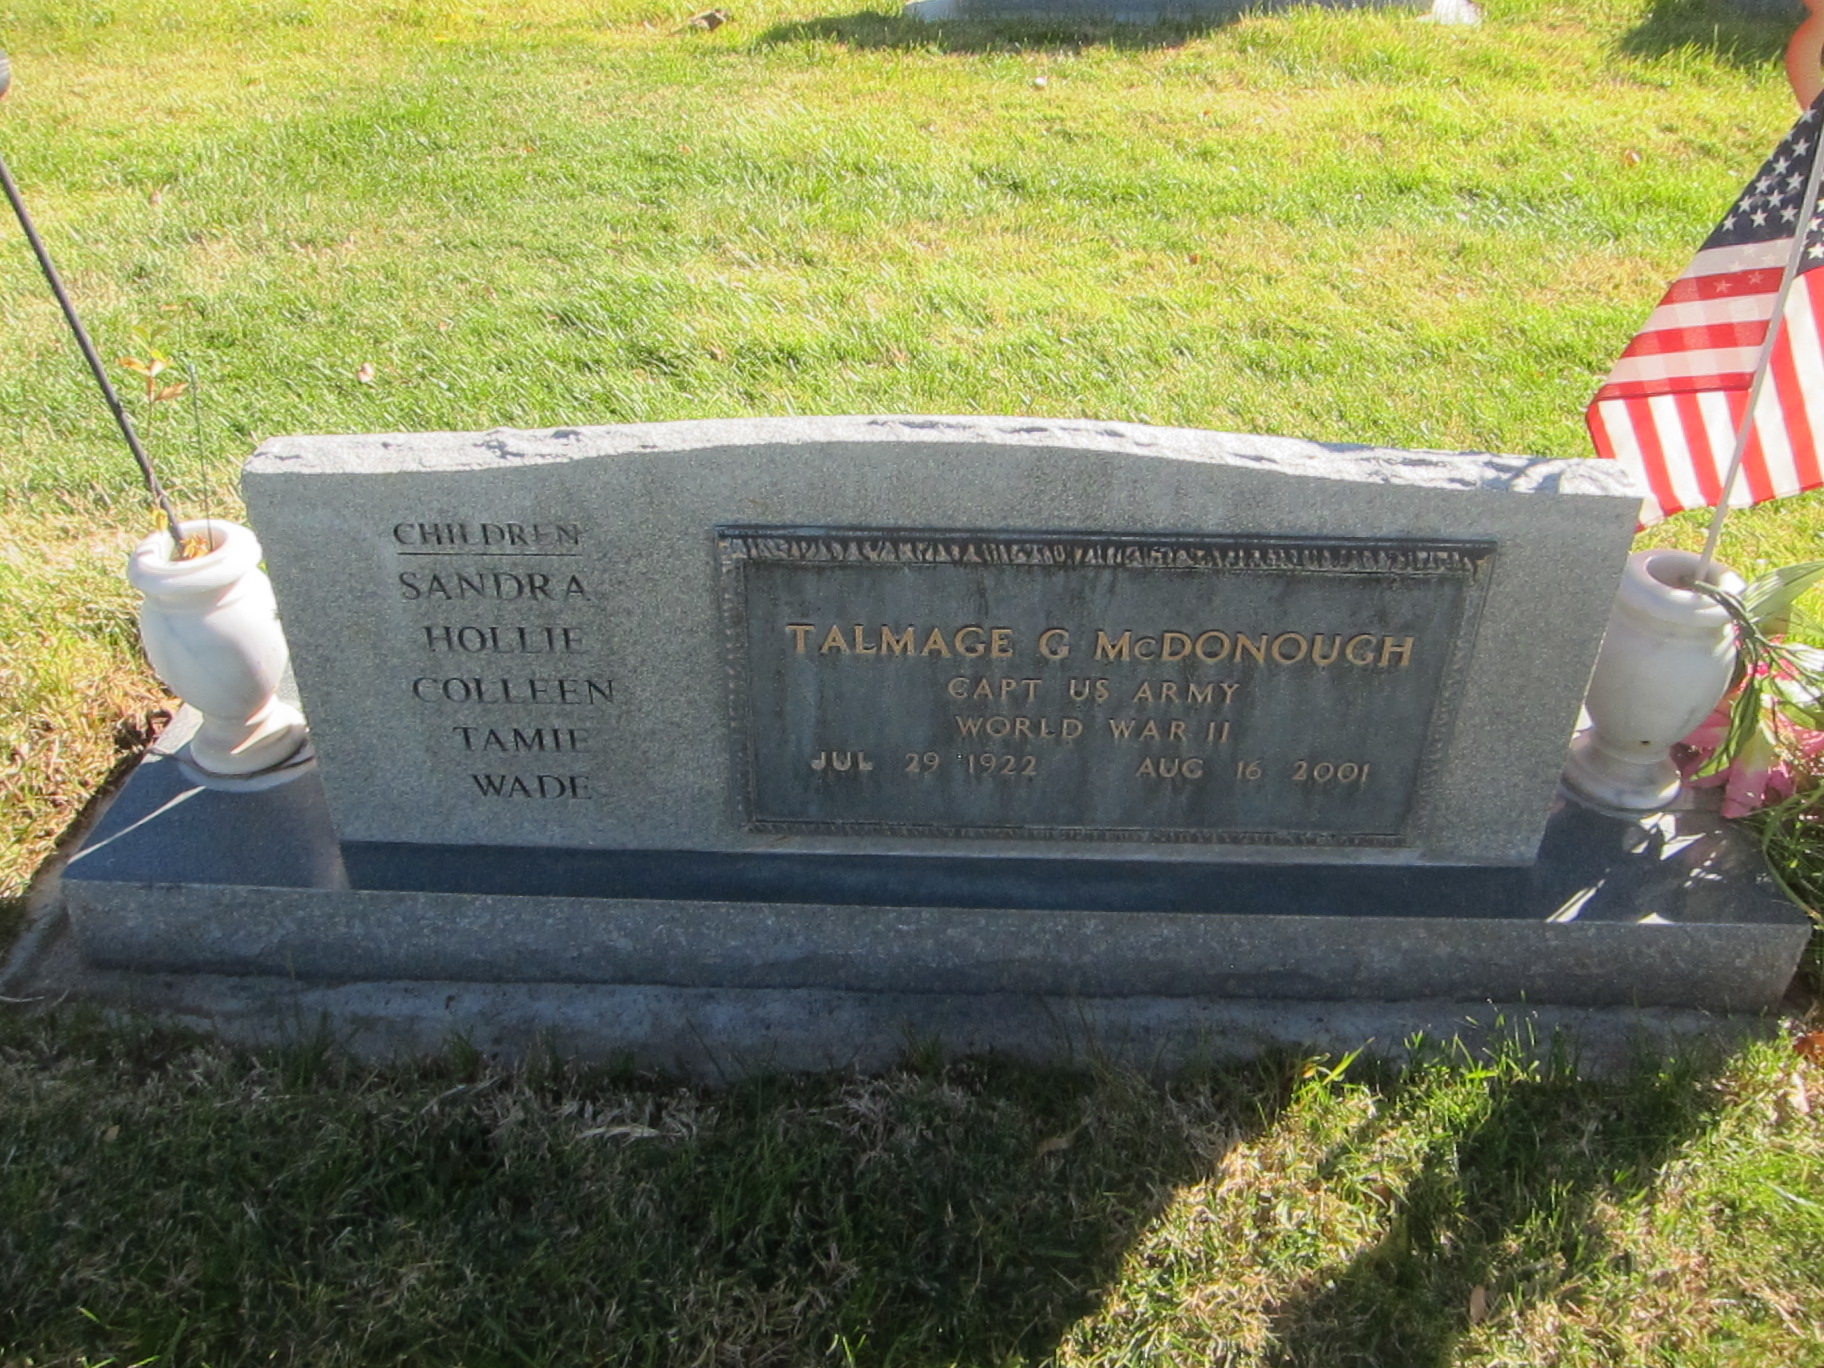 CHILDREN
SANDRA
HOLLIE
COLLEEN
TAMIE
WADE
TALMAGE G McDONOUGH
CAPT US ARMY
WORLD WAR II
JUL 29 1922 AUG 16 2001